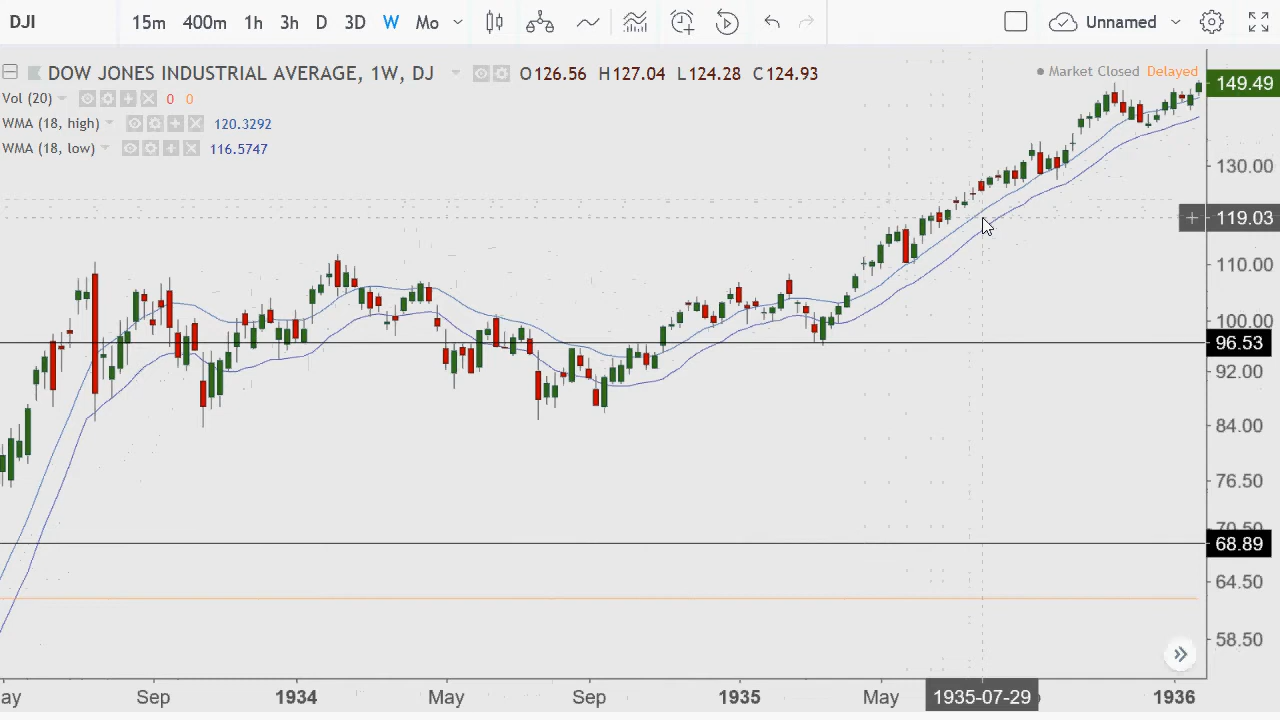 DJI 15m 400m 1h 3h D 3D W Mo Unnamed
DOW JONES INDUSTRIAL AVERAGE, 1W, DJ O126.56 H127.04 L124.28 C124.93 Market Closed Delayed
149.49
Vol (20) 0 0
WMA (18, high) 120.3292
WMA (18, low) 116.5747
130.00
119.03
110.00
100.00
96.53
92.00
84.00
76.50
70.50
68.89
64.50
58.50
ay Sep 1934 May Sep 1935 May 1935-07-29 1936